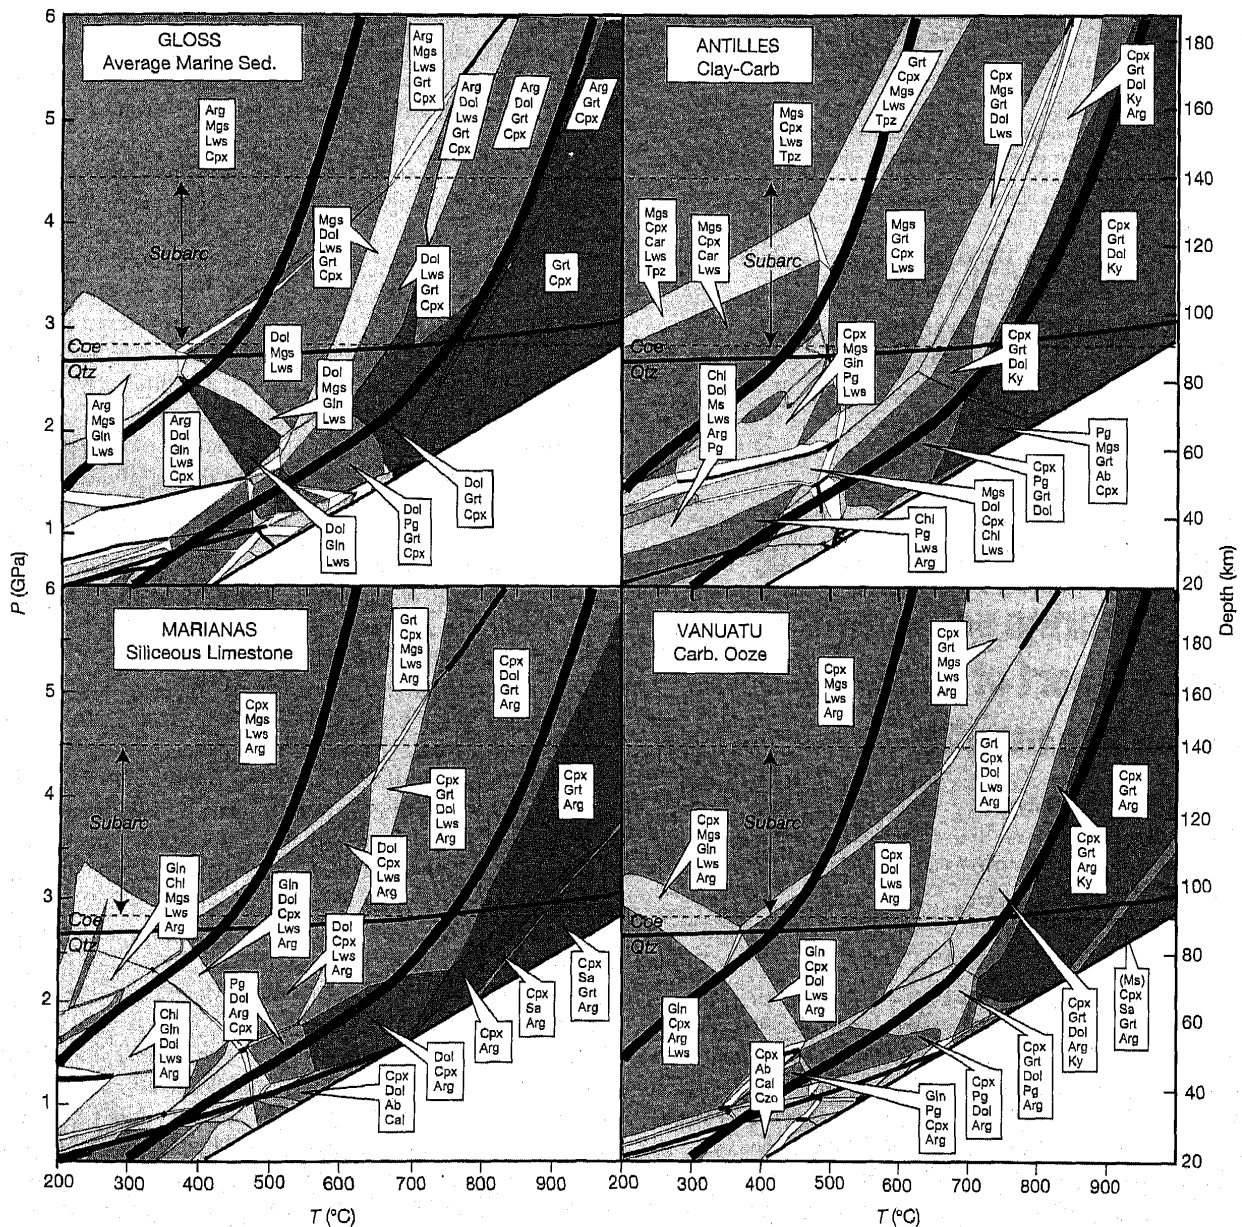 GLOSS
Average Marine Sed.
Arg
Mgs
Lws
Cpx
Arg
Mgs
Lws
Grt
Cpx
Arg
Dol
Lws
Grt
Cpx
Arg
Dol
Grt
Cpx
Arg
Grt
Cpx
Mgs
Dol
Lws
Grt
Cpx
Dol
Lws
Grt
Cpx
Grt
Cpx
Subarc
Coe
Qtz
Dol
Mgs
Lws
Dol
Mgs
Gln
Lws
Arg
Mgs
Gln
Lws
Arg
Dol
Gln
Lws
Cpx
Dol
Gln
Lws
Dol
Pg
Grt
Cpx
Dol
Grt
Cpx
6
5
4
3
2
1
ANTILLES
Clay-Carb
Grt
Cpx
Mgs
Lws
Tpz
Cpx
Mgs
Grt
Dol
Lws
Cpx
Grt
Dol
Ky
Arg
Mgs
Cpx
Lws
Tpz
Mgs
Cpx
Car
Lws
Tpz
Mgs
Cpx
Car
Lws
Subarc
Mgs
Grt
Cpx
Lws
Cpx
Grt
Dol
Ky
Coe
Qtz
Cpx
Mgs
Gln
Pg
Lws
Cpx
Grt
Dol
Ky
Chl
Dol
Ms
Lws
Arg
Pg
Pg
Mgs
Grt
Ab
Cpx
Cpx
Pg
Grt
Dol
Mgs
Dol
Cpx
Chl
Lws
Chl
Pg
Lws
Arg
180
160
140
120
100
80
60
40
20
P (GPa)
Depth (km)
MARIANAS
Siliceous Limestone
Grt
Cpx
Mgs
Lws
Arg
Cpx
Dol
Grt
Arg
Cpx
Mgs
Lws
Arg
Cpx
Grt
Dol
Lws
Arg
Cpx
Grt
Arg
Subarc
Dol
Cpx
Lws
Arg
Gln
Chl
Mgs
Lws
Arg
Gln
Dol
Cpx
Lws
Arg
Coe
Qtz
Dol
Cpx
Lws
Arg
Pg
Dol
Arg
Cpx
Chl
Gln
Dol
Lws
Arg
Cpx
Sa
Grt
Arg
Cpx
Sa
Arg
Cpx
Arg
Dol
Cpx
Arg
Cpx
Dol
Ab
Cal
6
5
4
3
2
1
200 300 400 500 600 700 800 900
T (°C)
VANUATU
Carb. Ooze
Cpx
Grt
Mgs
Lws
Arg
Cpx
Mgs
Lws
Arg
Grt
Cpx
Dol
Lws
Arg
Cpx
Grt
Arg
Cpx
Mgs
Gln
Lws
Arg
Subarc
Cpx
Dol
Lws
Arg
Cpx
Grt
Arg
Ky
Coe
Qtz
Gln
Cpx
Dol
Lws
Arg
Gln
Cpx
Arg
Lws
Cpx
Ab
Cal
Czo
Gln
Pg
Cpx
Arg
Cpx
Pg
Dol
Arg
Cpx
Grt
Dol
Pg
Arg
Cpx
Grt
Dol
Arg
Ky
(Ms)
Cpx
Sa
Grt
Arg
180
160
140
120
100
80
60
40
20
200 300 400 500 600 700 800 900
T (°C)